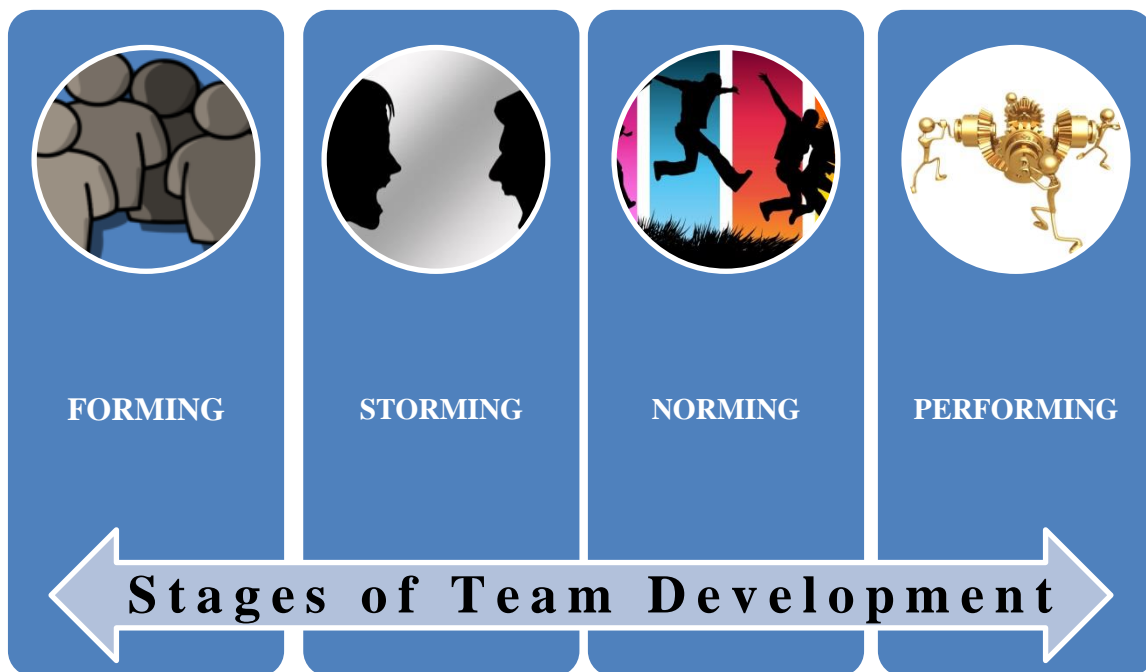 FORMING
STORMING
NORMING
PERFORMING
Stages of Team Development